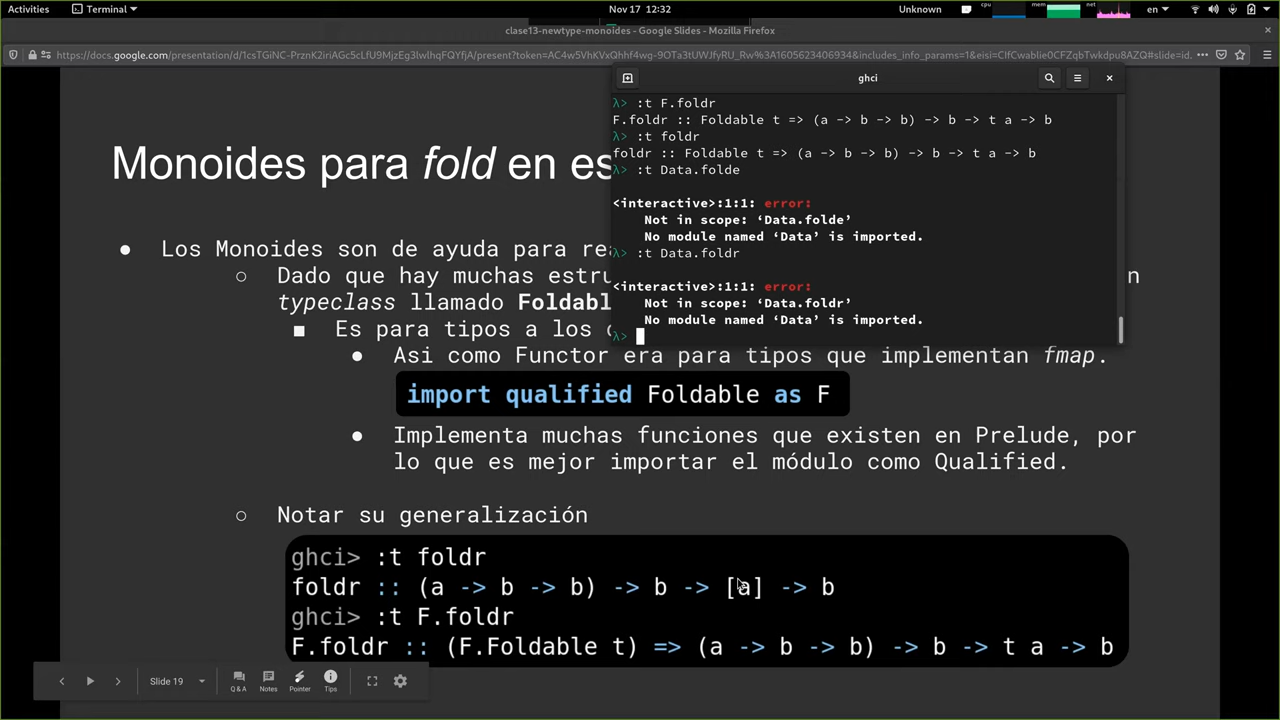 Activities
Terminal
Nov 17 12:32
Unknown
cpu
mem
net
en
clase13-newtype-monoides - Google Slides - Mozilla Firefox
ghci
λ> :t F.foldr
F.foldr :: Foldable t => (a -> b -> b) -> b -> t a -> b
λ> :t foldr
foldr :: Foldable t => (a -> b -> b) -> b -> t a -> b
λ> :t Data.folde
<interactive>:1:1: error:
Not in scope: ‘Data.folde’
No module named ‘Data’ is imported.
λ> :t Data.foldr
<interactive>:1:1: error:
Not in scope: ‘Data.foldr’
No module named ‘Data’ is imported.
λ>
Monoides para fold en es
● Los Monoides son de ayuda para rea
○ Dado que hay muchas estru n
typeclass llamado Foldabl
■ Es para tipos a los
● Asi como Functor era para tipos que implementan fmap.
import qualified Foldable as F
● Implementa muchas funciones que existen en Prelude, por
lo que es mejor importar el módulo como Qualified.
○ Notar su generalización
ghci> :t foldr
foldr :: (a -> b -> b) -> b -> [a] -> b
ghci> :t F.foldr
F.foldr :: (F.Foldable t) => (a -> b -> b) -> b -> t a -> b
Slide 19
Q & A
Notes
Pointer
Tips